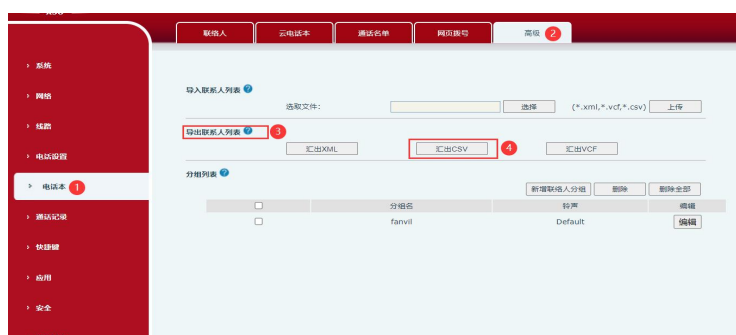 联络人 云电话本 通话名单 网页拨号 高级 2
› 系统
› 网络
› 线路
› 电话设置
› 电话本 1
› 通话记录
› 快捷键
› 应用
› 安全
导入联系人列表 ?
选取文件: 选择 (*.xml,*.vcf,*.csv) 上传
导出联系人列表 ? 3
汇出XML 汇出CSV 4 汇出VCF
分组列表 ?
新增联络人分组 删除 删除全部
分组名 铃声 编辑
fanvil Default 编辑